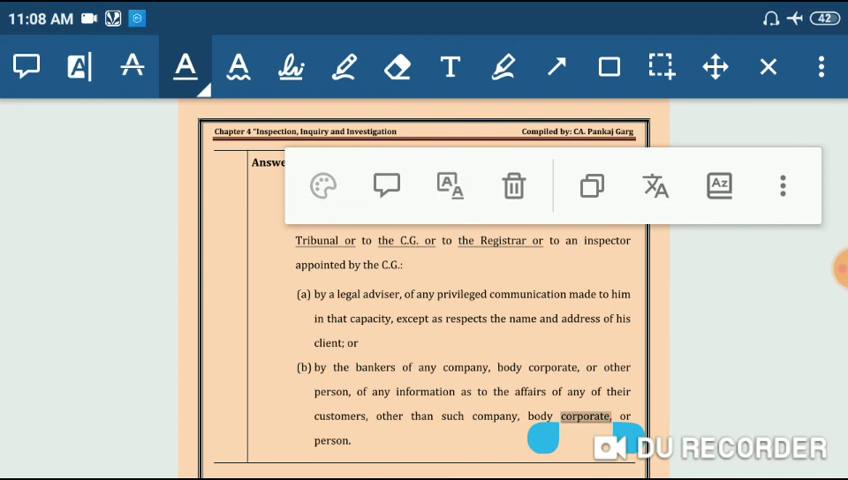 11:08 AM
42
T
Chapter 4 "Inspection, Inquiry and Investigation
Compiled by: CA. Pankaj Garg
Answe
Tribunal or to the C.G. or to the Registrar or to an inspector
appointed by the C.G.:
(a) by a legal adviser, of any privileged communication made to him
in that capacity, except as respects the name and address of his
client; or
(b) by the bankers of any company, body corporate, or other
person, of any information as to the affairs of any of their
customers, other than such company, body corporate, or
person.
DU RECORDER